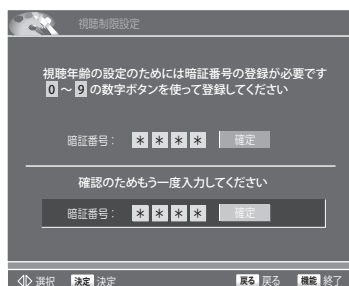 視聴制限設定
視聴年齢の設定のためには暗証番号の登録が必要です
0～9の数字ボタンを使って登録してください
暗証番号： ＊ ＊ ＊ ＊ 確定
確認のためもう一度入力してください
暗証番号： ＊ ＊ ＊ ＊ 確定
選択 決定 決定 戻る 戻る 機能 終了